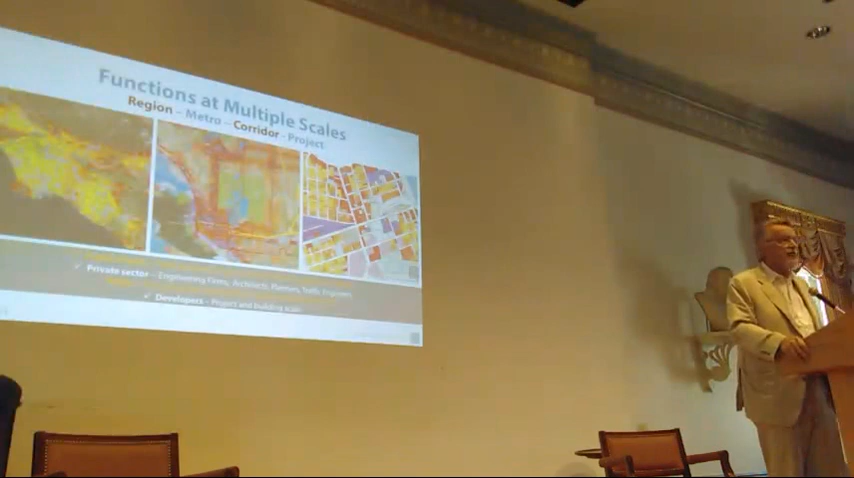 Functions at Multiple Scales
Region – Metro – Corridor - Project
✓ Private sector – Engineering Firms, Architects, Planners, Traffic Engineers
✓ Developers – Project and building scale